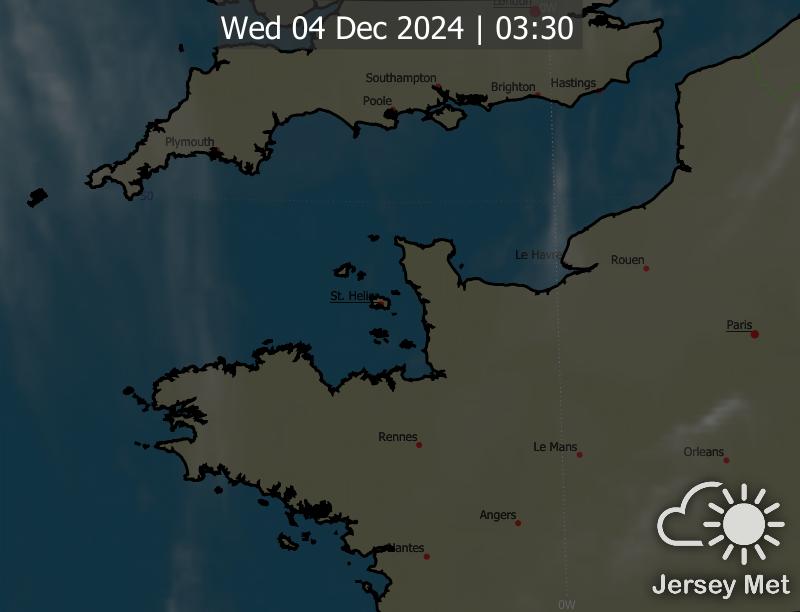 London
0W
Wed 04 Dec 2024 | 03:30
Southampton
Brighton
Hastings
Poole
Plymouth
50
Le Havre
Rouen
St. Helier
Paris
Rennes
Le Mans
Orleans
Angers
Nantes
Jersey Met
0W